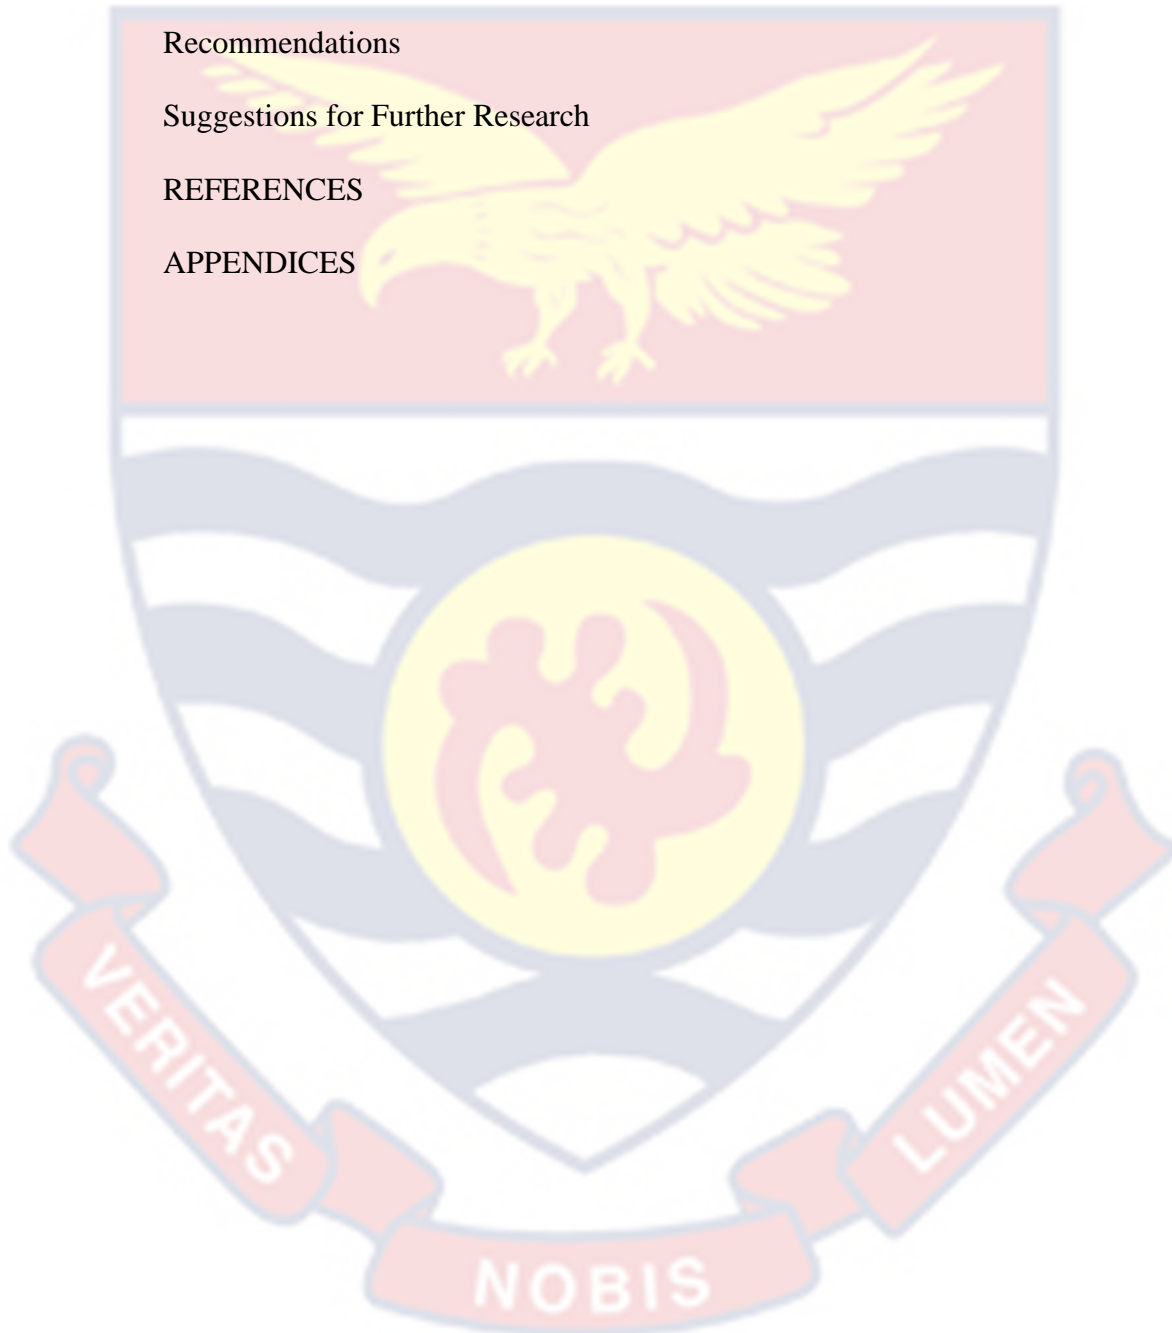 Recommendations
Suggestions for Further Research
REFERENCES
APPENDICES
VERITAS
NOBIS
LUMEN